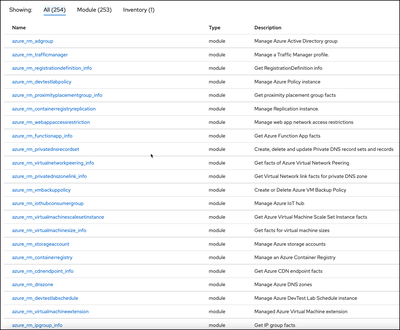 Showing: All (254) Module (253) Inventory (1)
Name Type Description
azure_rm_adgroup module Manage Azure Active Directory group
azure_rm_trafficmanager module Manage a Traffic Manager profile.
azure_rm_registrationdefinition_info module Get RegistrationDefinition info
azure_rm_devtestlabpolicy module Manage Azure Policy instance
azure_rm_proximityplacementgroup_info module Get proximity placement group facts
azure_rm_containerregistryreplication module Manage Replication instance.
azure_rm_webappaccessrestriction module Manage web app network access restrictions
azure_rm_functionapp_info module Get Azure Function App facts
azure_rm_privatednsrecordset module Create, delete and update Private DNS record sets and records
azure_rm_virtualnetworkpeering_info module Get facts of Azure Virtual Network Peering
azure_rm_privatednszonelink_info module Get Virtual Network link facts for private DNS zone
azure_rm_vmbackuppolicy module Create or Delete Azure VM Backup Policy
azure_rm_iothubconsumergroup module Manage Azure IoT hub
azure_rm_virtualmachinescalesetinstance module Get Azure Virtual Machine Scale Set Instance facts
azure_rm_virtualmachinesize_info module Get facts for virtual machine sizes
azure_rm_storageaccount module Manage Azure storage accounts
azure_rm_containerregistry module Manage an Azure Container Registry
azure_rm_cdnendpoint_info module Get Azure CDN endpoint facts
azure_rm_dnszone module Manage Azure DNS zones
azure_rm_devtestlabschedule module Manage Azure DevTest Lab Schedule instance
azure_rm_virtualmachineextension module Managed Azure Virtual Machine extension
azure_rm_ipgroup_info module Get IP group facts